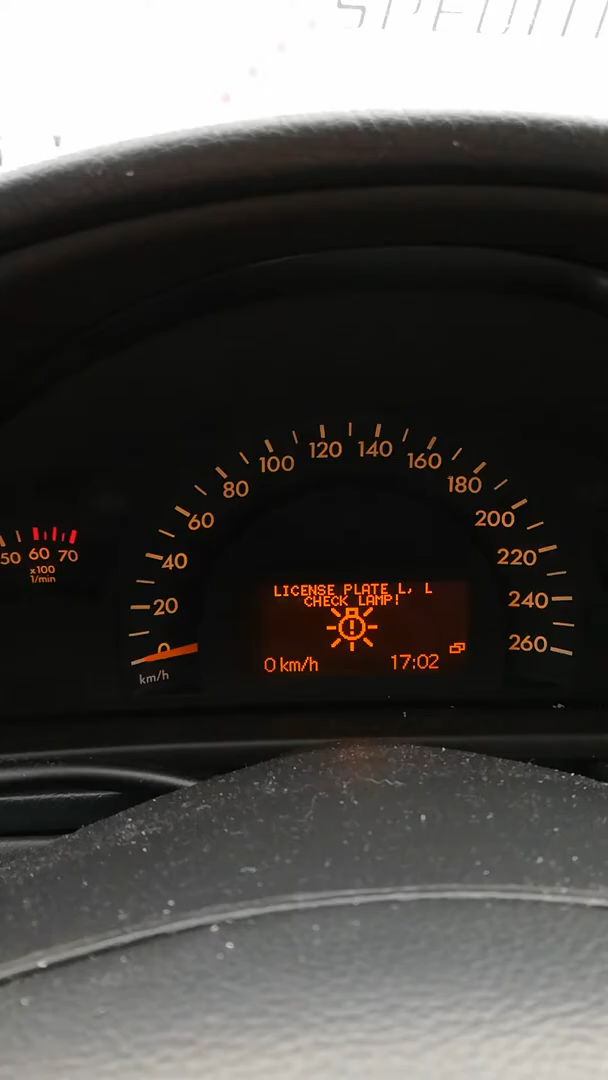 SPEDITI
120 140
100 160
80 180
60 200
50 60 70
x100
1/min
40 220
LICENSE PLATE L, L
CHECK LAMP!
20 240
0 260
0 km/h 17:02
km/h